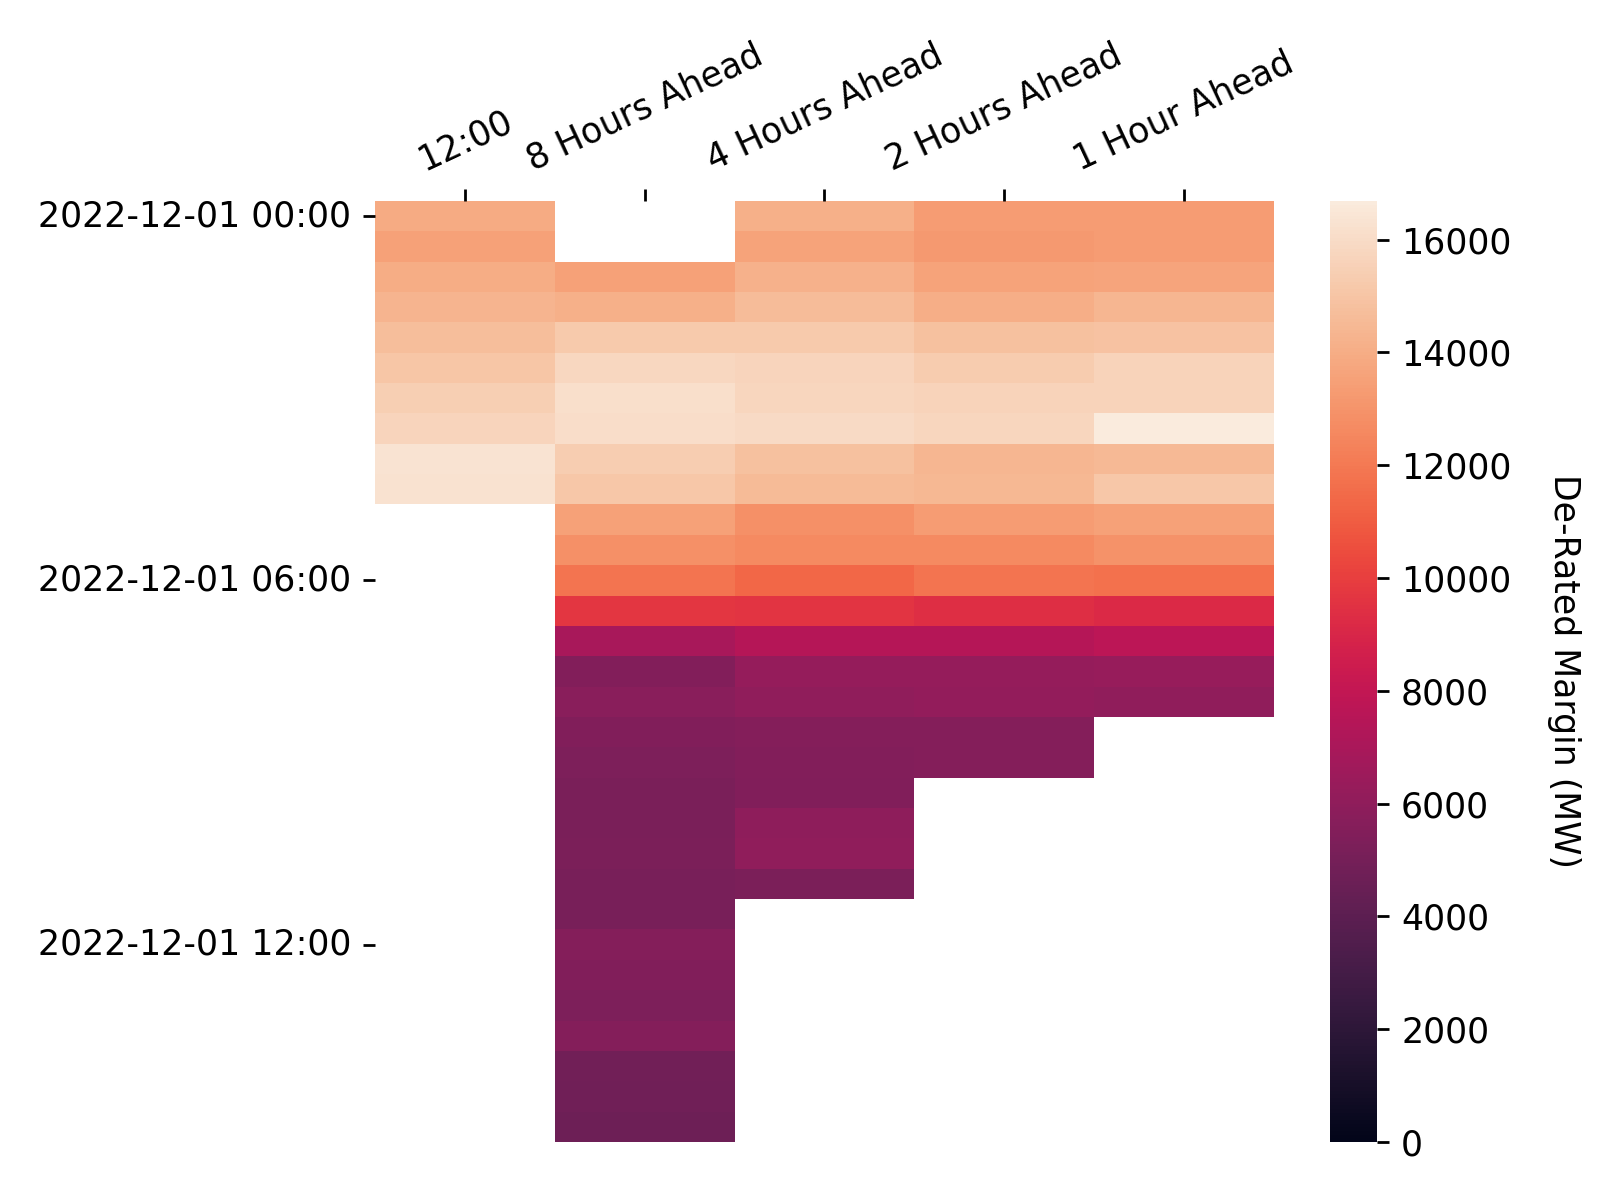 12:00
8 Hours Ahead
4 Hours Ahead
2 Hours Ahead
1 Hour Ahead
2022-12-01 00:00
2022-12-01 06:00
2022-12-01 12:00
16000
14000
12000
10000
8000
6000
4000
2000
0
De-Rated Margin (MW)